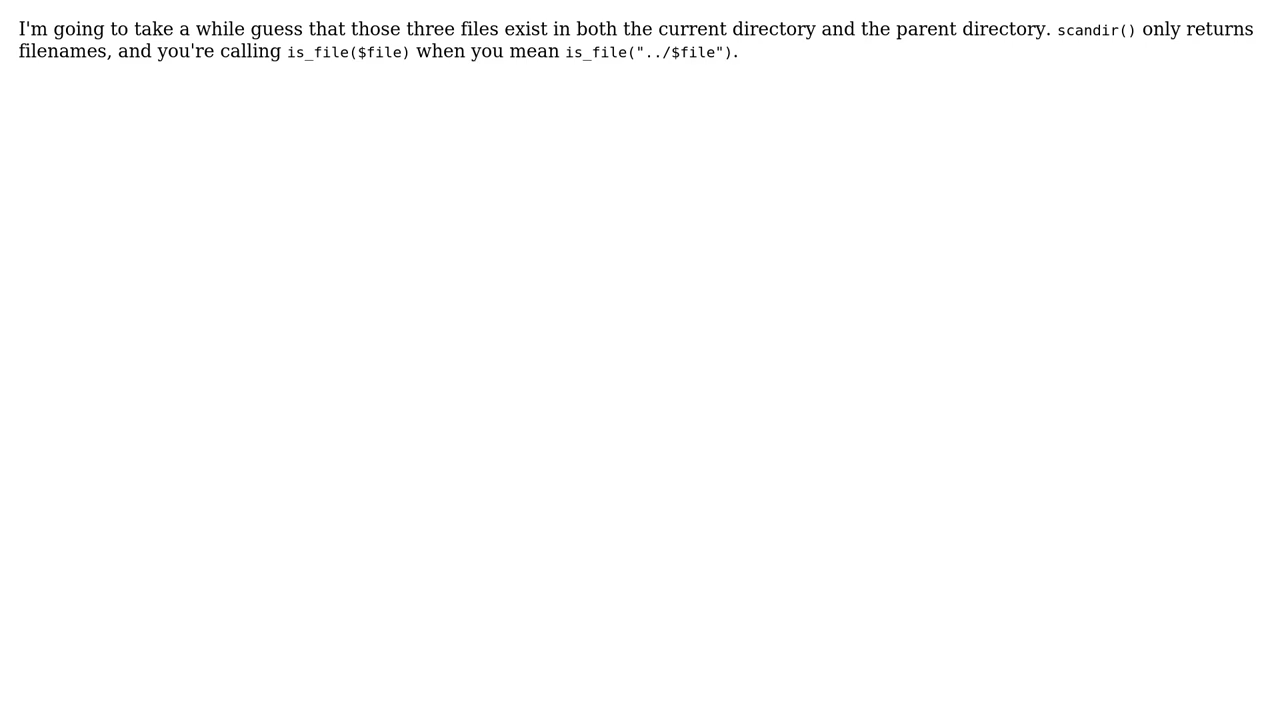 I'm going to take a while guess that those three files exist in both the current directory and the parent directory. scandir() only returns
filenames, and you're calling is_file($file) when you mean is_file("../$file").